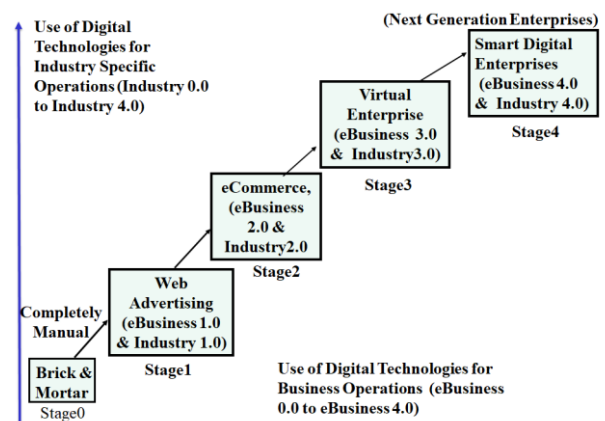 Use of Digital
Technologies for
Industry Specific
Operations (Industry 0.0
to Industry 4.0)
(Next Generation Enterprises)
Smart Digital
Enterprises
(eBusiness 4.0
& Industry 4.0)
Stage4
Virtual
Enterprise
(eBusiness 3.0
& Industry3.0)
Stage3
eCommerce,
(eBusiness
2.0 &
Industry2.0
Stage2
Web
Advertising
(eBusiness 1.0
& Industry 1.0)
Stage1
Completely
Manual
Brick &
Mortar
Stage0
Use of Digital Technologies for
Business Operations (eBusiness
0.0 to eBusiness 4.0)